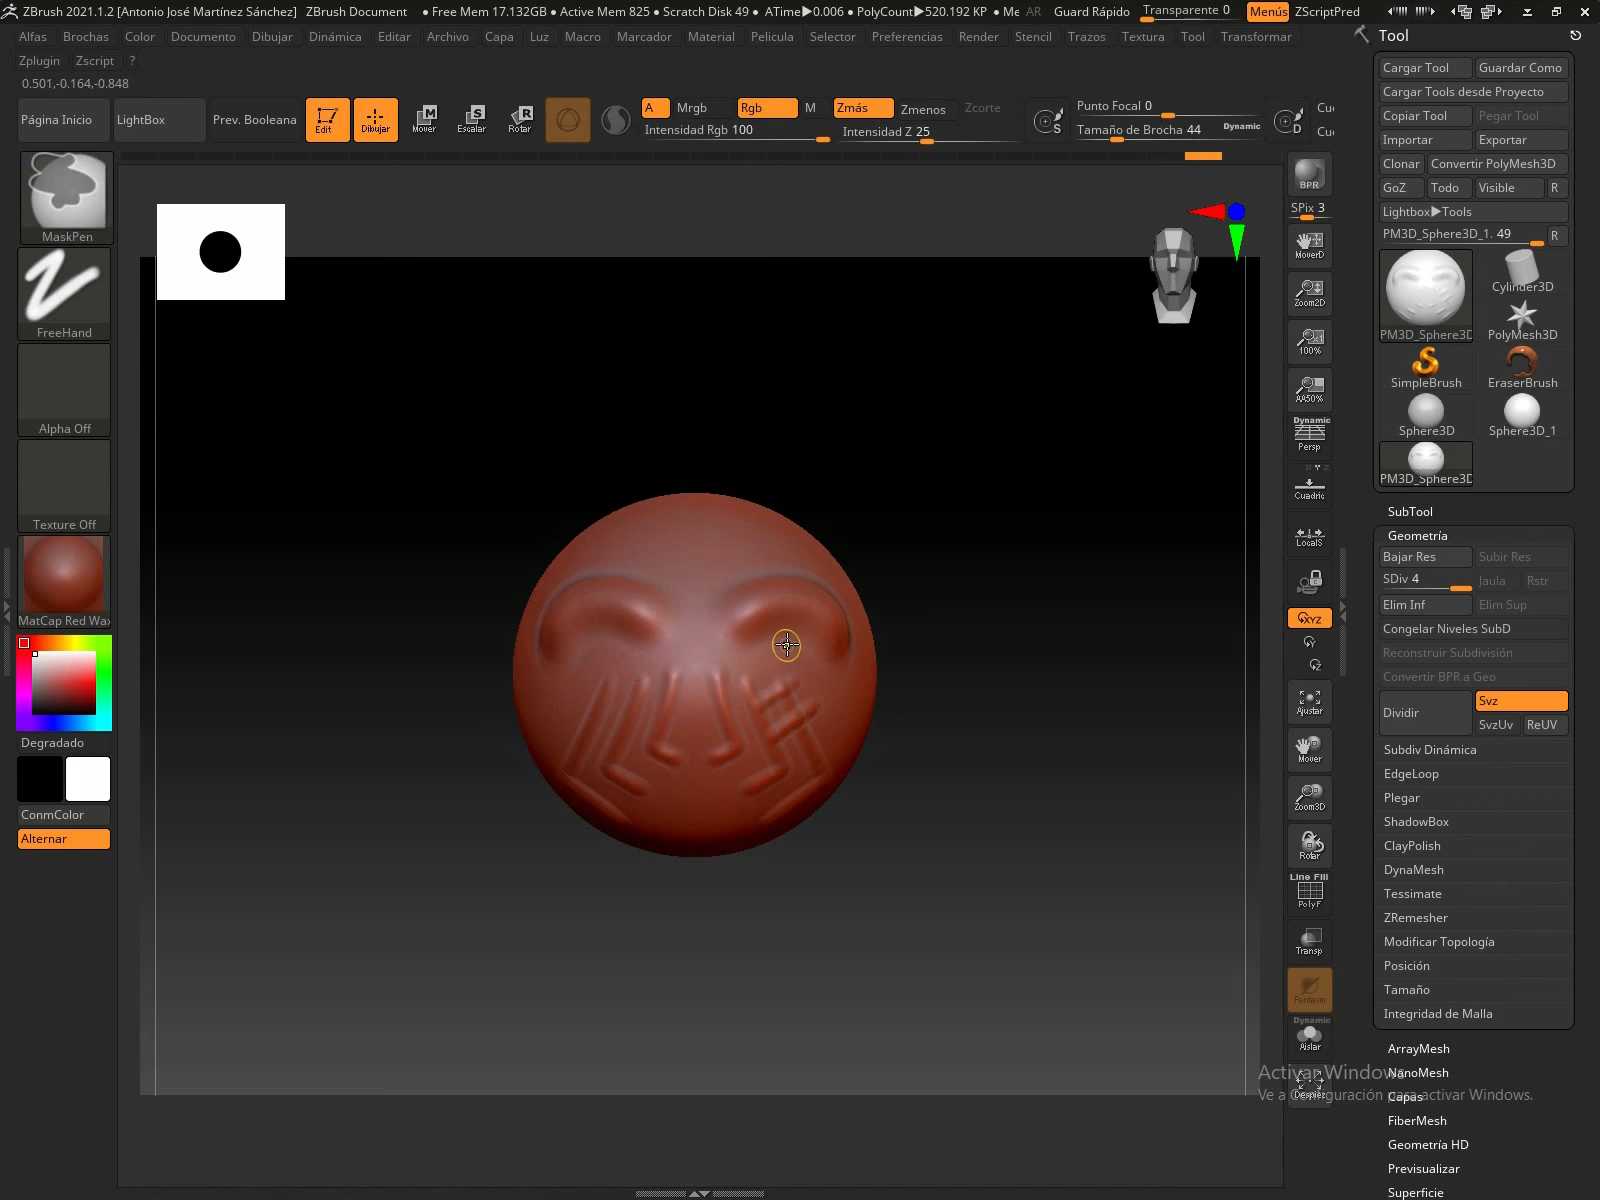 ZBrush 2021.1.2 [Antonio José Martínez Sánchez] ZBrush Document • Free Mem 17.132GB • Active Mem 825 • Scratch Disk 49 • ATime▶0.006 • PolyCount▶520.192 KP • Me AR Guard Rápido Transparente 0 Menús ZScriptPred
Alfas Brochas Color Documento Dibujar Dinámica Editar Archivo Capa Luz Macro Marcador Material Pelicula Selector Preferencias Render Stencil Trazos Textura Tool Transformar
Zplugin Zscript ?
0.501,-0.164,-0.848
Página Inicio LightBox Prev. Booleana Edit Dibujar Mover Escalar Rotar
A Mrgb Rgb M Zmás Zmenos Zcorte
Intensidad Rgb 100 Intensidad Z 25
S
Punto Focal 0
Tamaño de Brocha 44 Dynamic
D
Cu
Cu
MaskPen
FreeHand
Alpha Off
Texture Off
MatCap Red Wax
Degradado
ConmColor
Alternar
BPR
SPix 3
MoverD
Zoom2D
100%
AA50%
Dynamic
Persp
Cuadric
LocalS
XYZ
Y
Z
Ajustar
Mover
Zoom3D
Rotar
Line Fill
PolyF
Transp
Fantasm
Dynamic
Aislar
Tool
Cargar Tool Guardar Como
Cargar Tools desde Proyecto
Copiar Tool Pegar Tool
Importar Exportar
Clonar Convertir PolyMesh3D
GoZ Todo Visible R
Lightbox▶Tools
PM3D_Sphere3D_1. 49 R
PM3D_Sphere3D Cylinder3D
PolyMesh3D
SimpleBrush EraserBrush
Sphere3D Sphere3D_1
PM3D_Sphere3D
SubTool
Geometría
Bajar Res Subir Res
SDiv 4 Jaula Rstr
Elim Inf Elim Sup
Congelar Niveles SubD
Reconstruir Subdivisión
Convertir BPR a Geo
Dividir Svz
SvzUv ReUV
Subdiv Dinámica
EdgeLoop
Plegar
ShadowBox
ClayPolish
DynaMesh
Tessimate
ZRemesher
Modificar Topología
Posición
Tamaño
Integridad de Malla
ArrayMesh
NanoMesh
Capas
FiberMesh
Geometría HD
Previsualizar
Superficie
Activar Windows
Ve a Configuración para activar Windows.